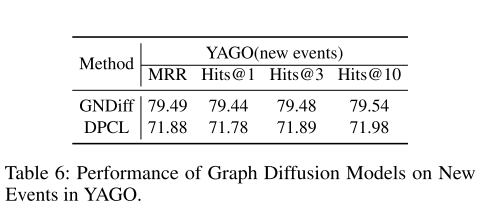 Method YAGO(new events)
MRR Hits@1 Hits@3 Hits@10
GNDiff 79.49 79.44 79.48 79.54
DPCL 71.88 71.78 71.89 71.98
Table 6: Performance of Graph Diffusion Models on New
Events in YAGO.